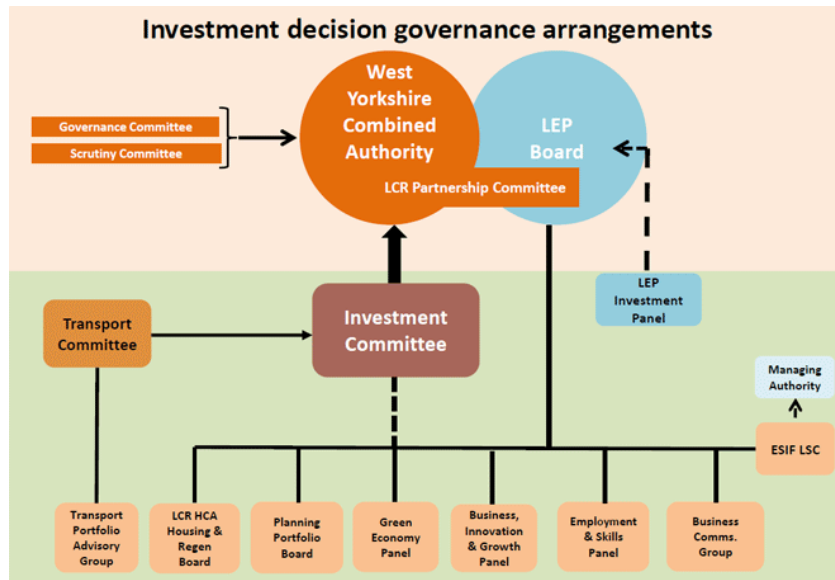 Investment decision governance arrangements
West
Yorkshire
Combined
Authority
LEP
Board
Governance Committee
Scrutiny Committee
LCR Partnership Committee
LEP
Investment
Panel
Transport
Committee
Investment
Committee
Managing
Authority
ESIF LSC
Transport
Portfolio
Advisory
Group
LCR HCA
Housing &
Regen
Board
Planning
Portfolio
Board
Green
Economy
Panel
Business,
Innovation
& Growth
Panel
Employment
& Skills
Panel
Business
Comms.
Group